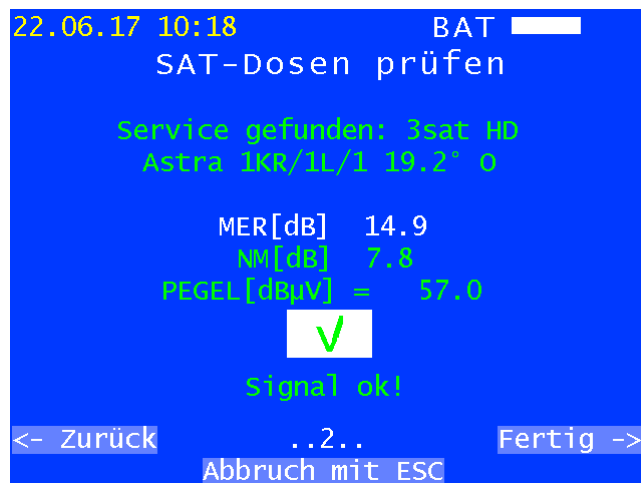 22.06.17 10:18 BAT
SAT-Dosen prüfen
Service gefunden: 3sat HD
Astra 1KR/1L/1 19.2° O
MER[dB] 14.9
NM[dB] 7.8
PEGEL[dBµV] = 57.0
√
Signal ok!
<- Zurück ..2.. Fertig ->
Abbruch mit ESC